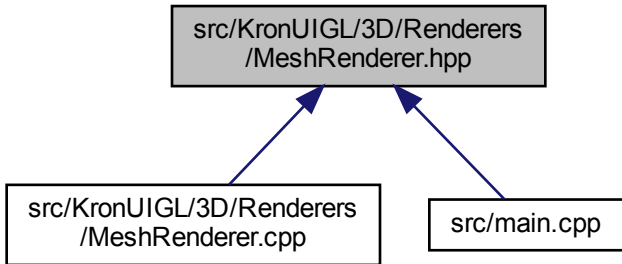 src/KronUIGL/3D/Renderers
/MeshRenderer.hpp
src/KronUIGL/3D/Renderers
/MeshRenderer.cpp
src/main.cpp